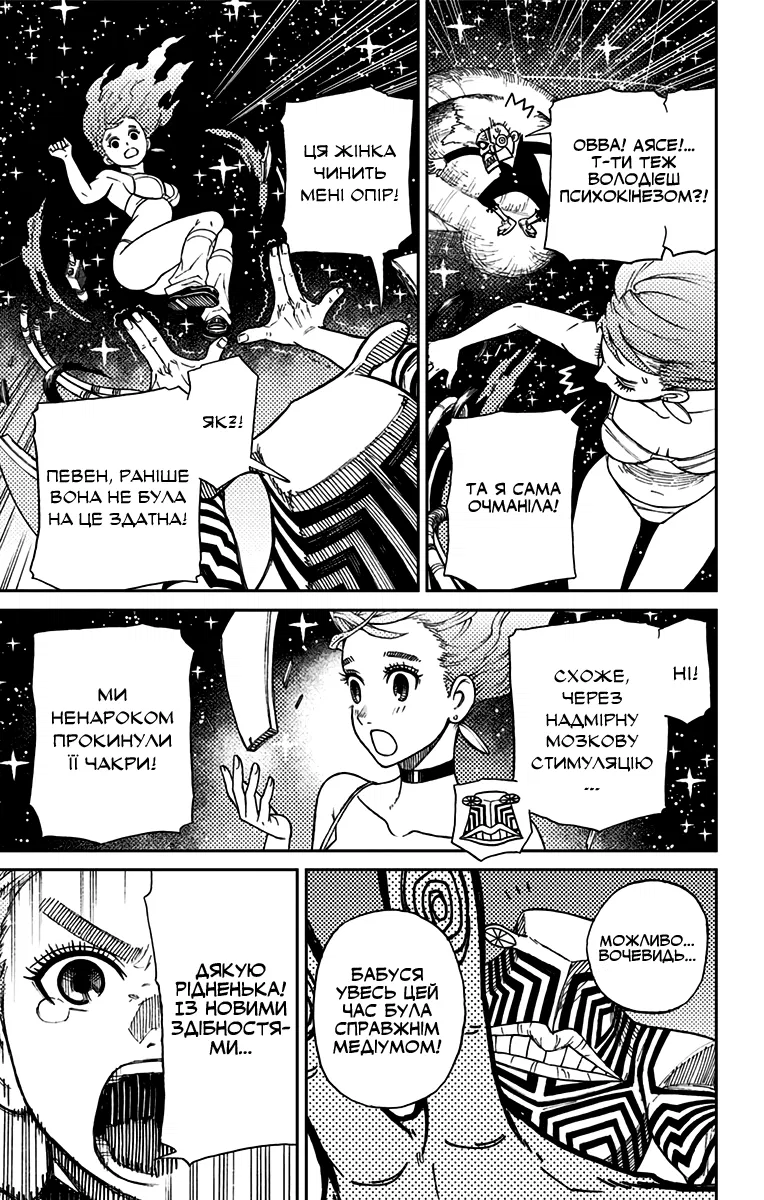 ОВВА! АЯСЕ!...
Т-ТИ ТЕЖ
ВОЛОДІЄШ
ПСИХОКІНЕЗОМ?!
ТА Я САМА
ОЧМАНІЛА!
ЦЯ ЖІНКА
ЧИНИТЬ
МЕНІ ОПІР!
ЯК?!
ПЕВЕН, РАНІШЕ
ВОНА НЕ БУЛА
НА ЦЕ ЗДАТНА!
НІ!
СХОЖЕ,
ЧЕРЕЗ
НАДМІРНУ
МОЗКОВУ
СТИМУЛЯЦІЮ
...
МИ
НЕНАРОКОМ
ПРОКИНУЛИ
ЇЇ ЧАКРИ!
МОЖЛИВО...
ВОЧЕВИДЬ...
БАБУСЯ
УВЕСЬ ЦЕЙ
ЧАС БУЛА
СПРАВЖНІМ
МЕДІУМОМ!
ДЯКУЮ
РІДНЕНЬКА!
ІЗ НОВИМИ
ЗДІБНОСТЯ-
МИ...